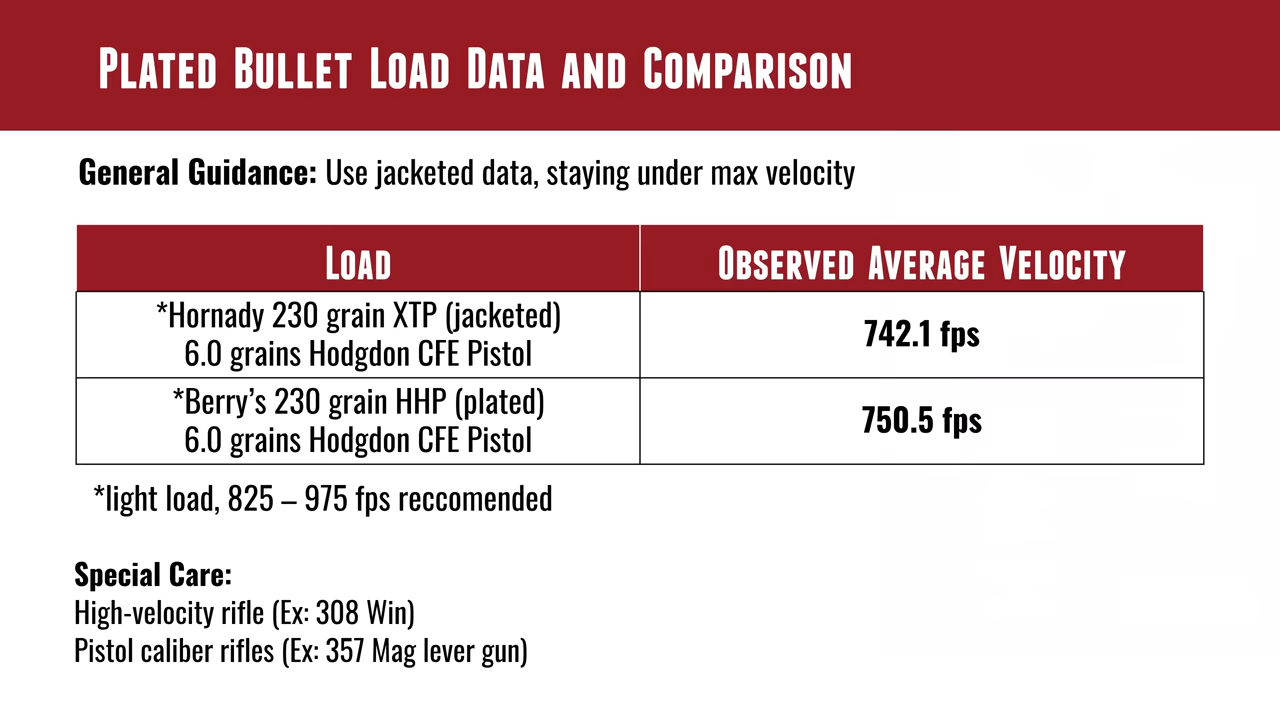 Plated Bullet Load Data and Comparison
General Guidance: Use jacketed data, staying under max velocity
Load
Observed Average Velocity
*Hornady 230 grain XTP (jacketed)
6.0 grains Hodgdon CFE Pistol
742.1 fps
*Berry’s 230 grain HHP (plated)
6.0 grains Hodgdon CFE Pistol
750.5 fps
*light load, 825 – 975 fps reccomended
Special Care:
High-velocity rifle (Ex: 308 Win)
Pistol caliber rifles (Ex: 357 Mag lever gun)